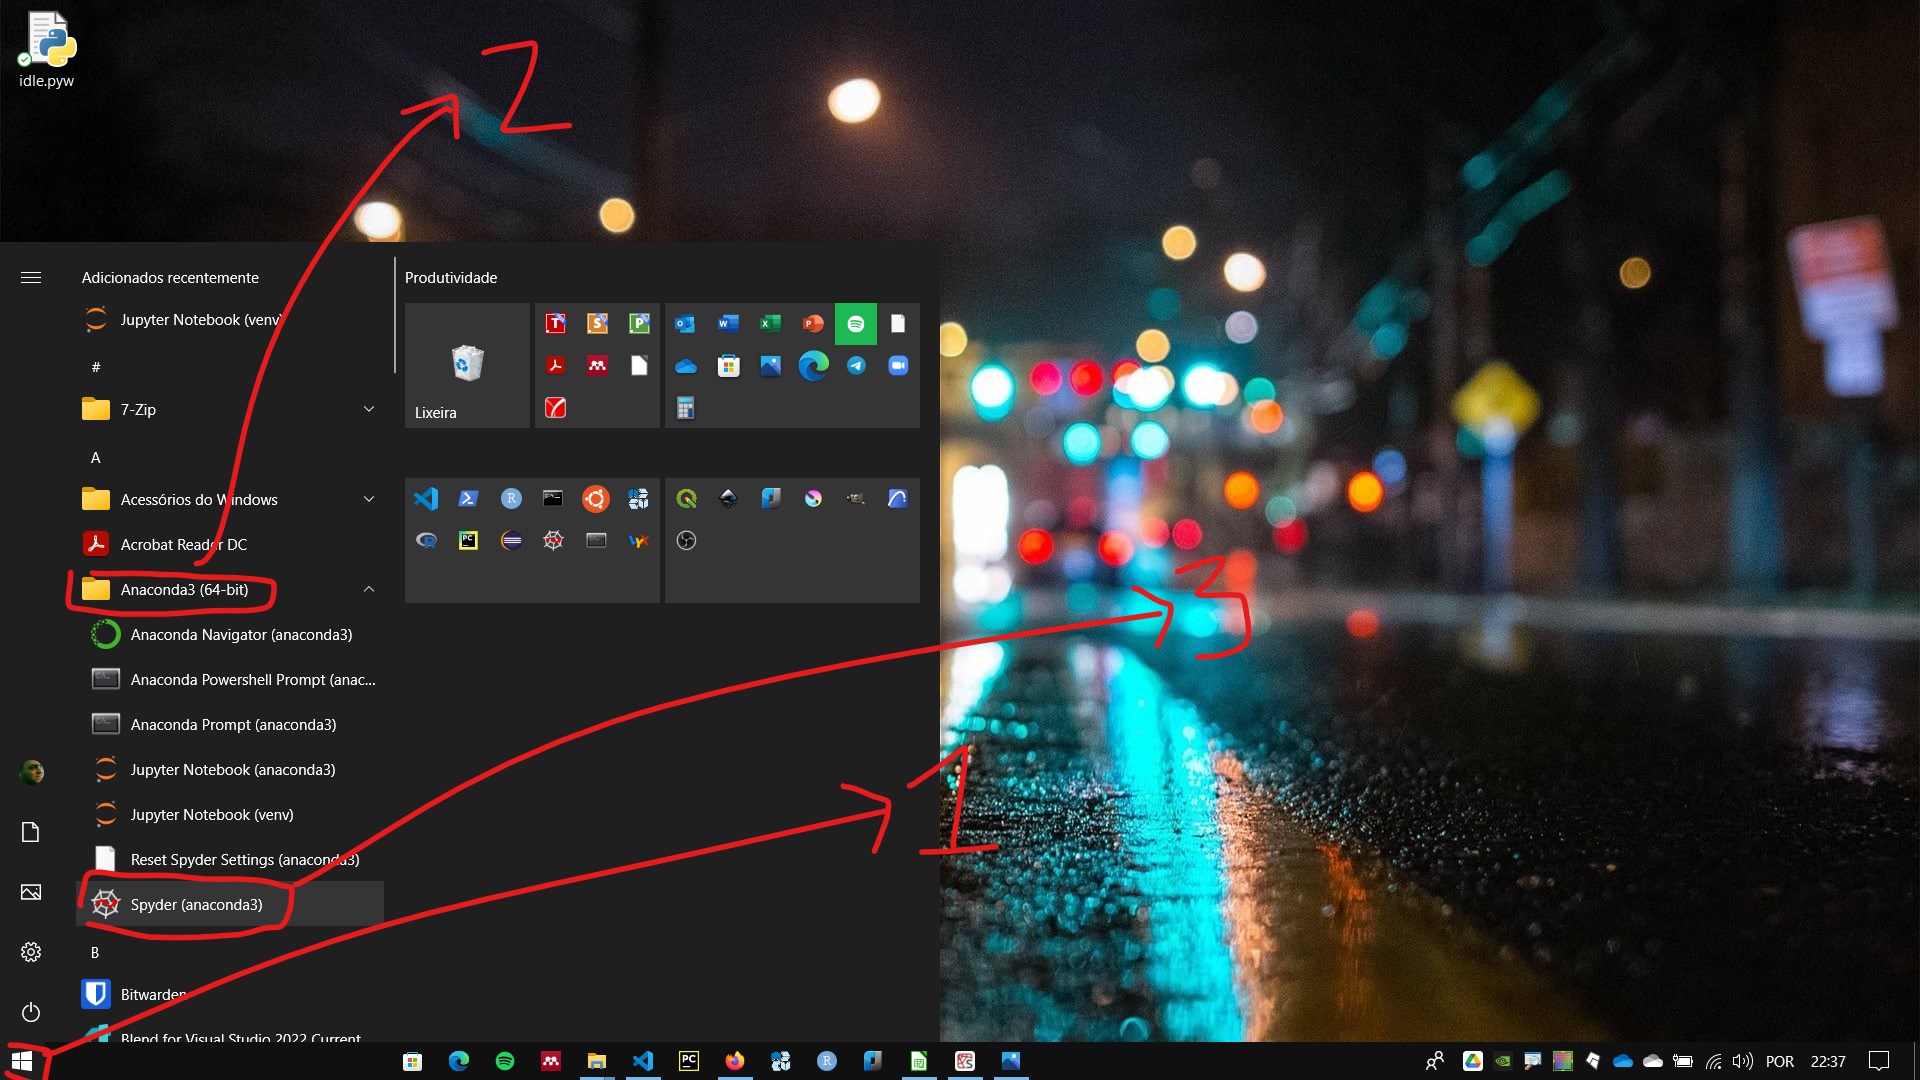 idle.pyw
2
Adicionados recentemente
Jupyter Notebook (venv)
#
7-Zip
A
Acessórios do Windows
Acrobat Reader DC
Anaconda3 (64-bit)
Anaconda Navigator (anaconda3)
Anaconda Powershell Prompt (anac...
Anaconda Prompt (anaconda3)
Jupyter Notebook (anaconda3)
Jupyter Notebook (venv)
Reset Spyder Settings (anaconda3)
Spyder (anaconda3)
B
Bitwarden
Blend for Visual Studio 2022 Current
Produtividade
Lixeira
3
1
POR
22:37